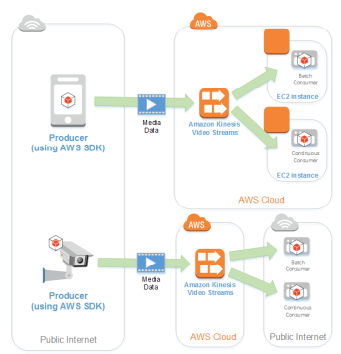 AWS
Producer
(using AWS SDK)
Media
Data
Amazon Kinesis
Video Streams
Batch
Consumer
EC2 instance
Continuous
Consumer
EC2 instance
AWS Cloud
Producer
(using AWS SDK)
Public Internet
Media
Data
AWS
Amazon Kinesis
Video Streams
AWS Cloud
Batch
Consumer
Continuous
Consumer
Public Internet